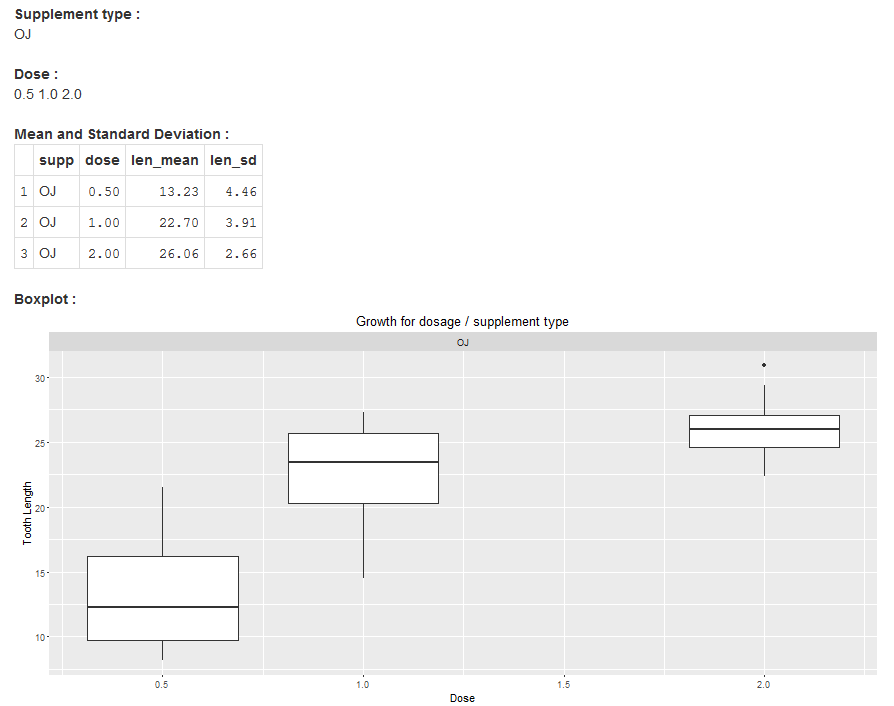 Supplement type :
OJ
Dose :
0.5 1.0 2.0
Mean and Standard Deviation :
supp dose len_mean len_sd
1 OJ 0.50 13.23 4.46
2 OJ 1.00 22.70 3.91
3 OJ 2.00 26.06 2.66
Boxplot :
Growth for dosage / supplement type
OJ
30
25
20
15
10
Tooth Length
0.5 1.0 1.5 2.0
Dose